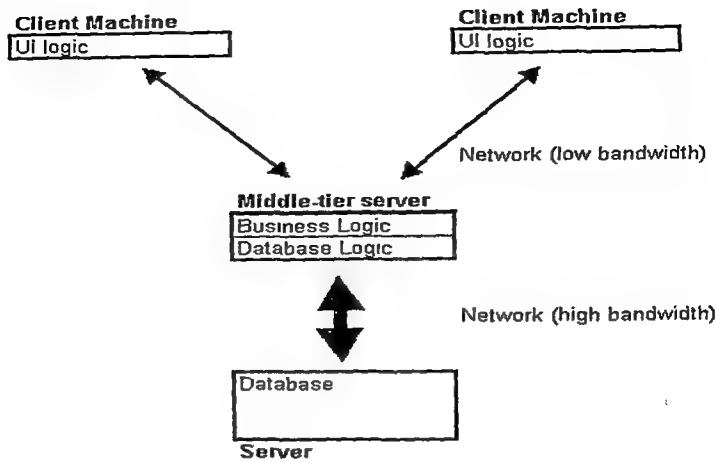 Client Machine
UI logic
Client Machine
UI logic
Network (low bandwidth)
Middle-tier server
Business Logic
Database Logic
Network (high bandwidth)
Database
Server